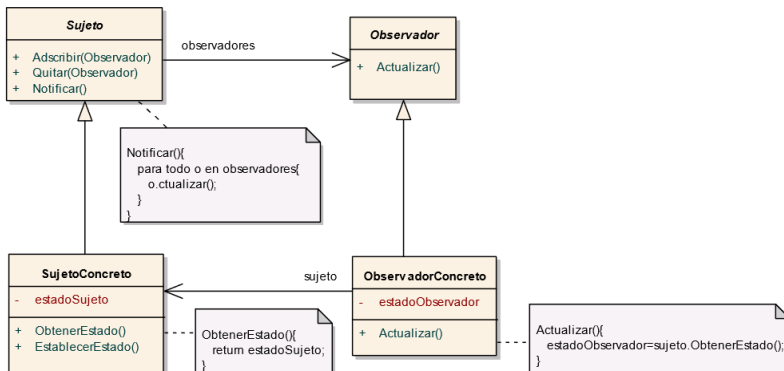 Sujeto
+ Adscribir(Observador)
+ Quitar(Observador)
+ Notificar()
observadores
Observador
+ Actualizar()
Notificar(){
para todo o en observadores{
o.ctualizar();
}
}
SujetoConcreto
- estadoSujeto
+ ObtenerEstado()
+ EstablecerEstado()
sujeto
ObservadorConcreto
- estadoObservador
+ Actualizar()
ObtenerEstado(){
return estadoSujeto;
}
Actualizar(){
estadoObservador=sujeto.ObtenerEstado();
}